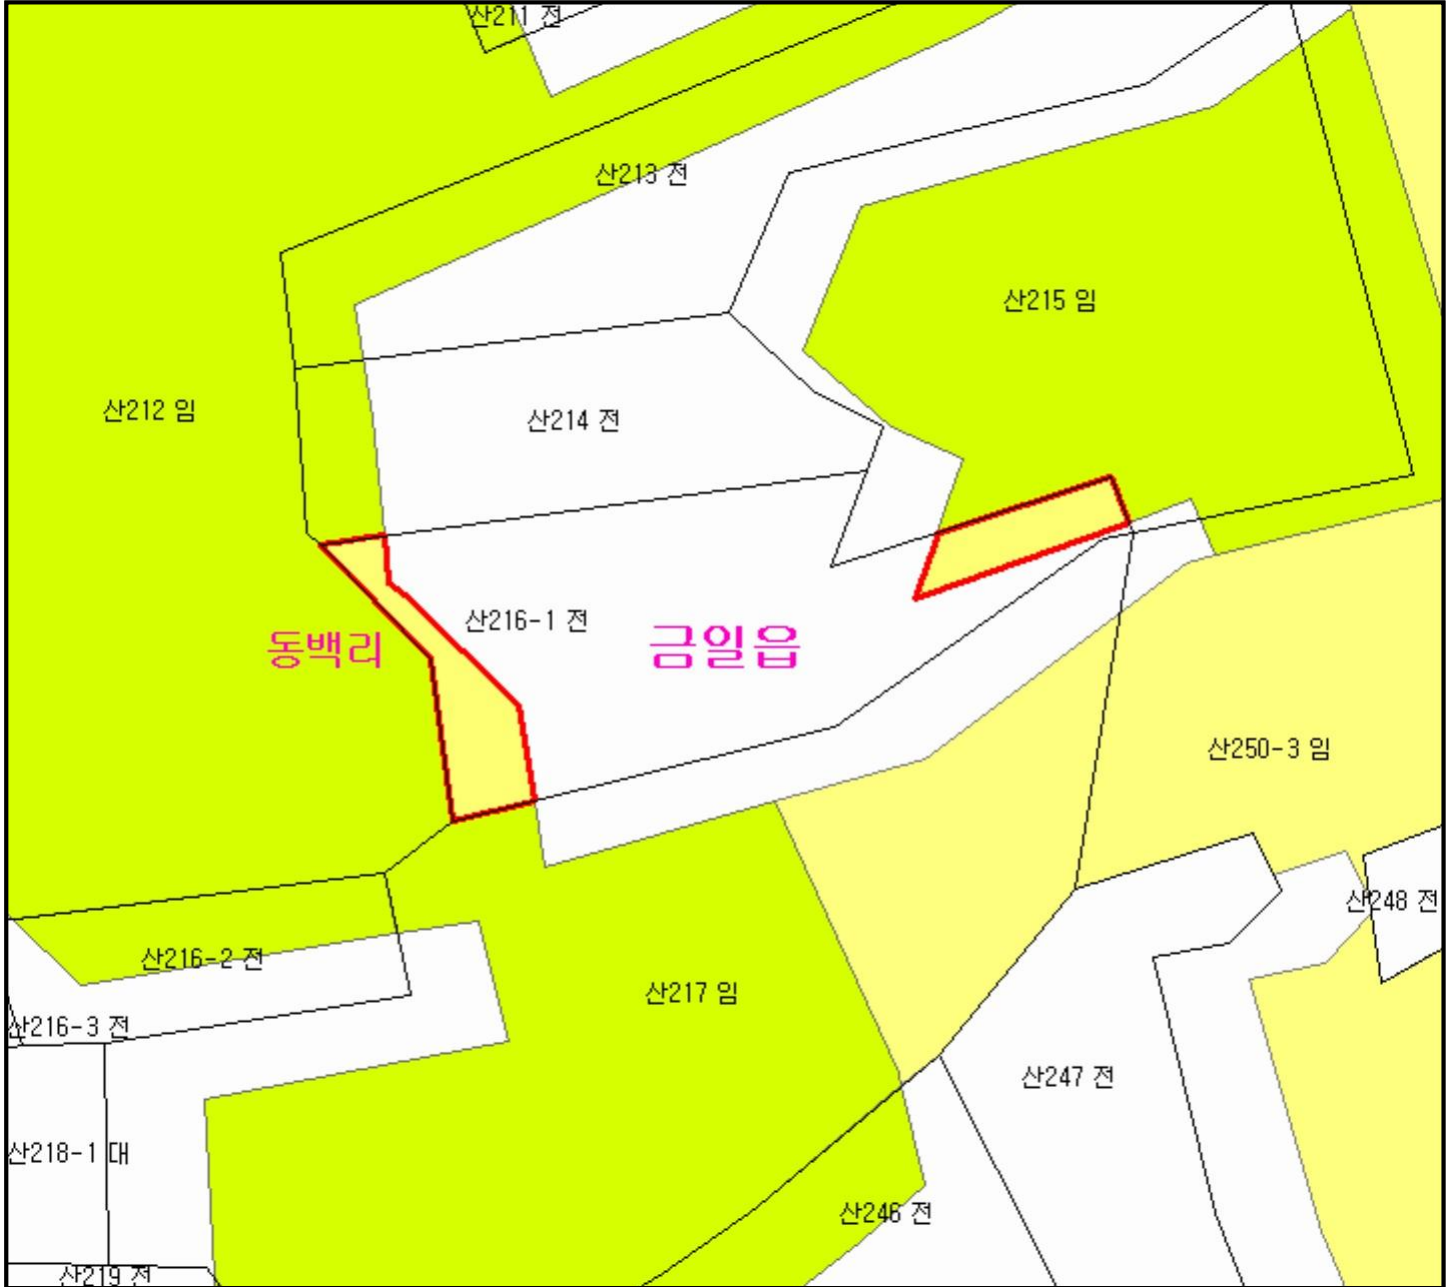 산211 전
산213 전
산215 임
산212 임
산214 전
산216-1 전
동백리
금일읍
산250-3 임
산248 전
산216-2 전
산217 임
산216-3 전
산247 전
산218-1 대
산246 전
산219 전